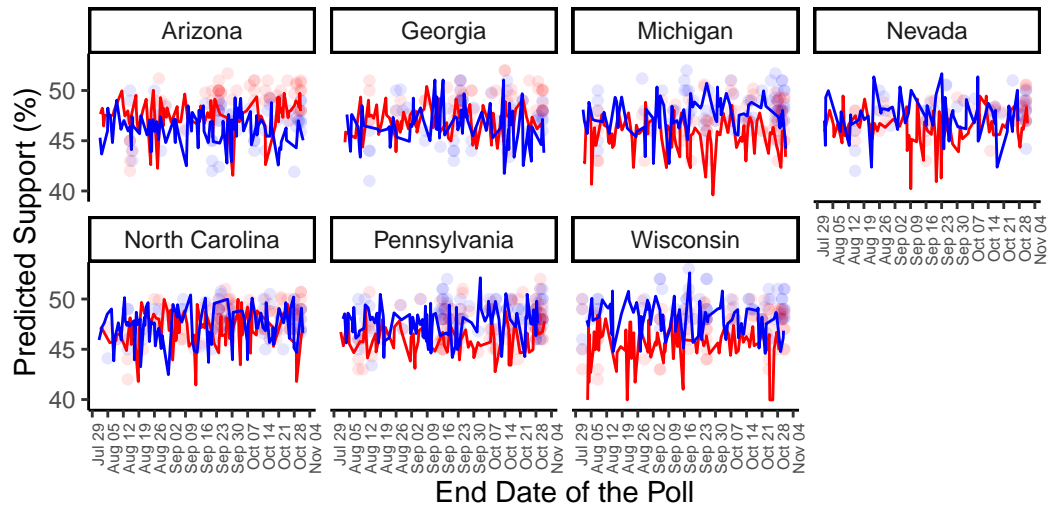 Arizona
Georgia
Michigan
Nevada
Predicted Support (%)
50
45
40
Jul 29
Aug 05
Aug 12
Aug 19
Aug 26
Sep 02
Sep 09
Sep 16
Sep 23
Sep 30
Oct 07
Oct 14
Oct 21
Oct 28
Nov 04
North Carolina
Pennsylvania
Wisconsin
50
45
40
Jul 29
Aug 05
Aug 12
Aug 19
Aug 26
Sep 02
Sep 09
Sep 16
Sep 23
Sep 30
Oct 07
Oct 14
Oct 21
Oct 28
Nov 04
Jul 29
Aug 05
Aug 12
Aug 19
Aug 26
Sep 02
Sep 09
Sep 16
Sep 23
Sep 30
Oct 07
Oct 14
Oct 21
Oct 28
Nov 04
Jul 29
Aug 05
Aug 12
Aug 19
Aug 26
Sep 02
Sep 09
Sep 16
Sep 23
Sep 30
Oct 07
Oct 14
Oct 21
Oct 28
Nov 04
End Date of the Poll